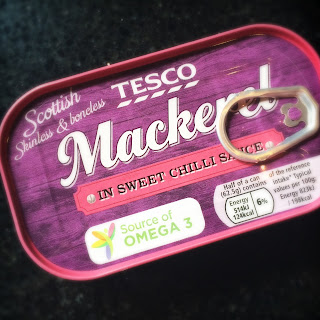 Scottish
Skinless & boneless
TESCO
Mackerel
IN SWEET CHILLI SAUCE
Source of
OMEGA 3
Half of a can
(62.5g) contains
Energy
514kJ
124kcal
6%
of the reference
intake* Typical
values per 100g:
Energy 823kJ
/ 198kcal